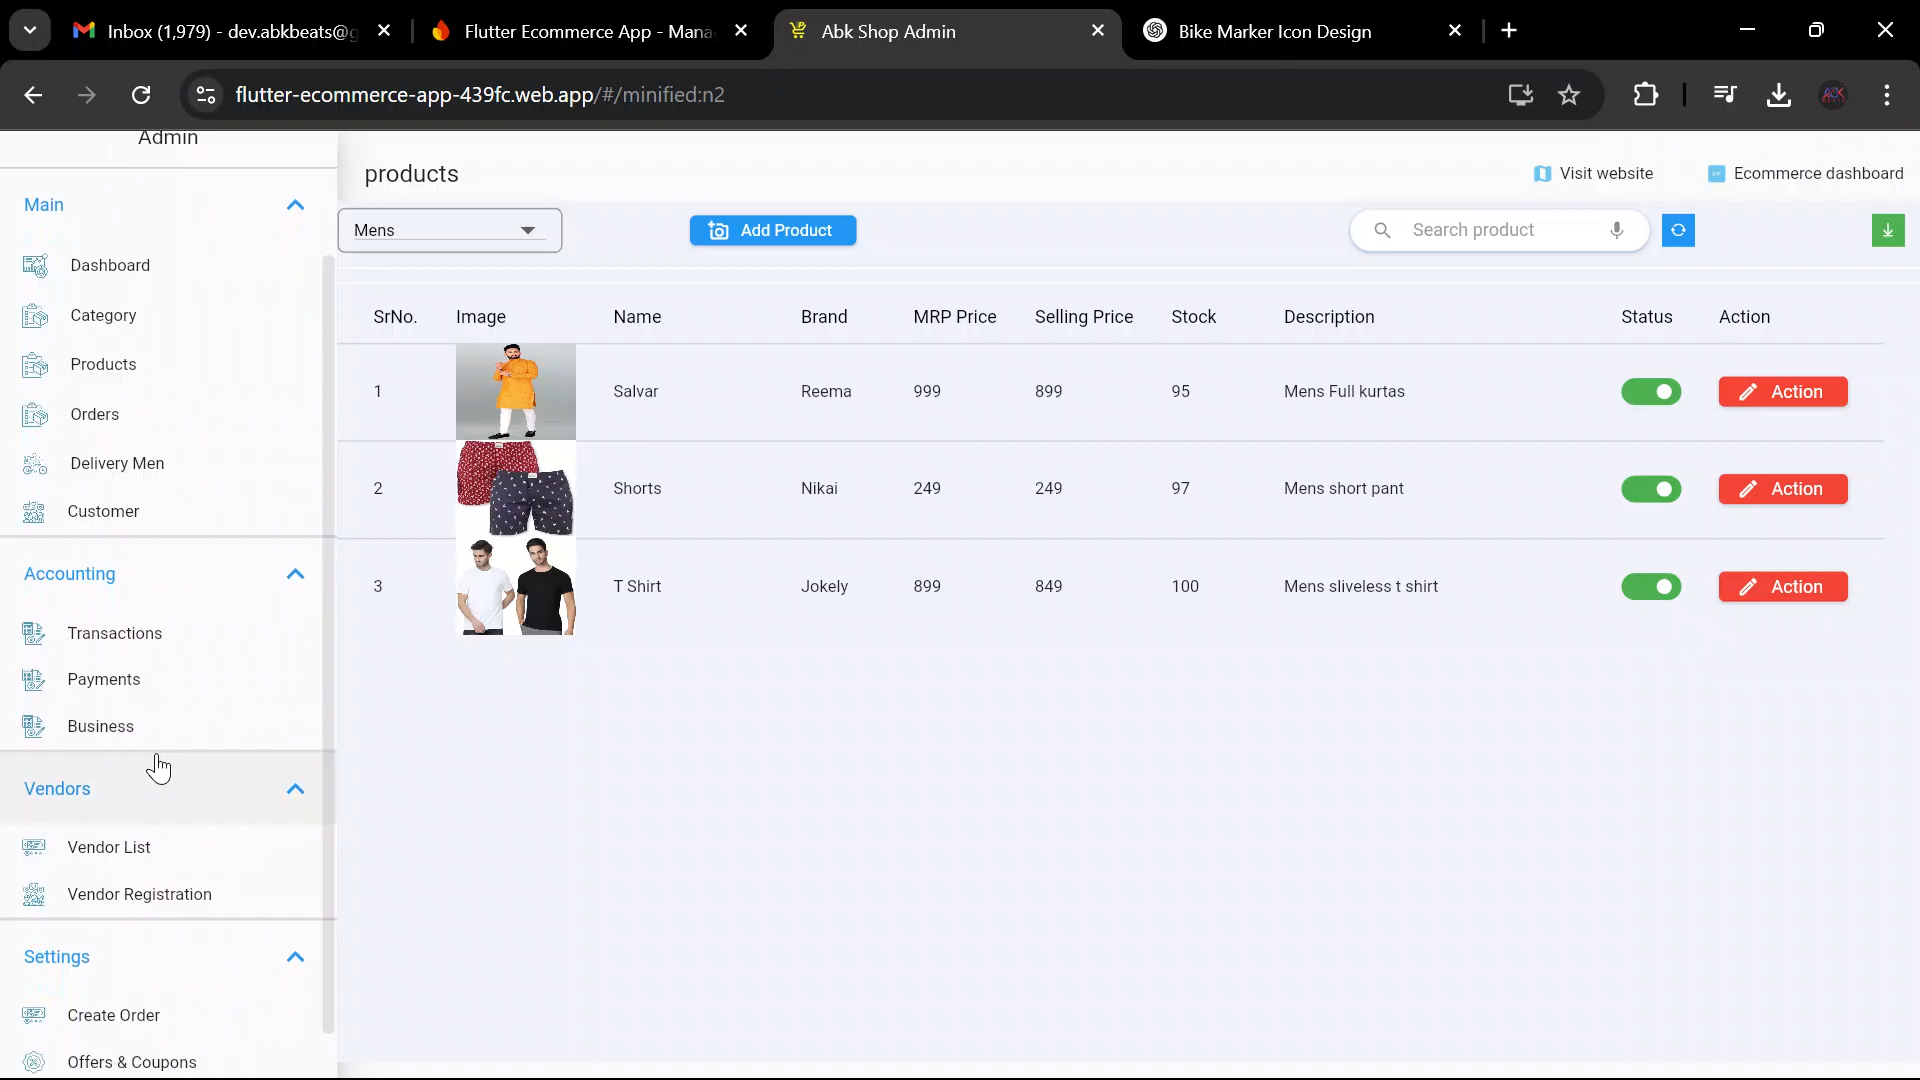 Inbox (1,979) - dev.abkbeats@g
Flutter Ecommerce App - Mana
Abk Shop Admin
Bike Marker Icon Design
flutter-ecommerce-app-439fc.web.app/#/minified:n2
Admin
products
Visit website
Ecommerce dashboard
Main
Mens
Add Product
Search product
Dashboard
Category
Products
Orders
Delivery Men
Customer
Accounting
Transactions
Payments
Business
Vendors
Vendor List
Vendor Registration
Settings
Create Order
Offers & Coupons
SrNo. Image Name Brand MRP Price Selling Price Stock Description Status Action
1 Salvar Reema 999 899 95 Mens Full kurtas Action
2 Shorts Nikai 249 249 97 Mens short pant Action
3 T Shirt Jokely 899 849 100 Mens sliveless t shirt Action